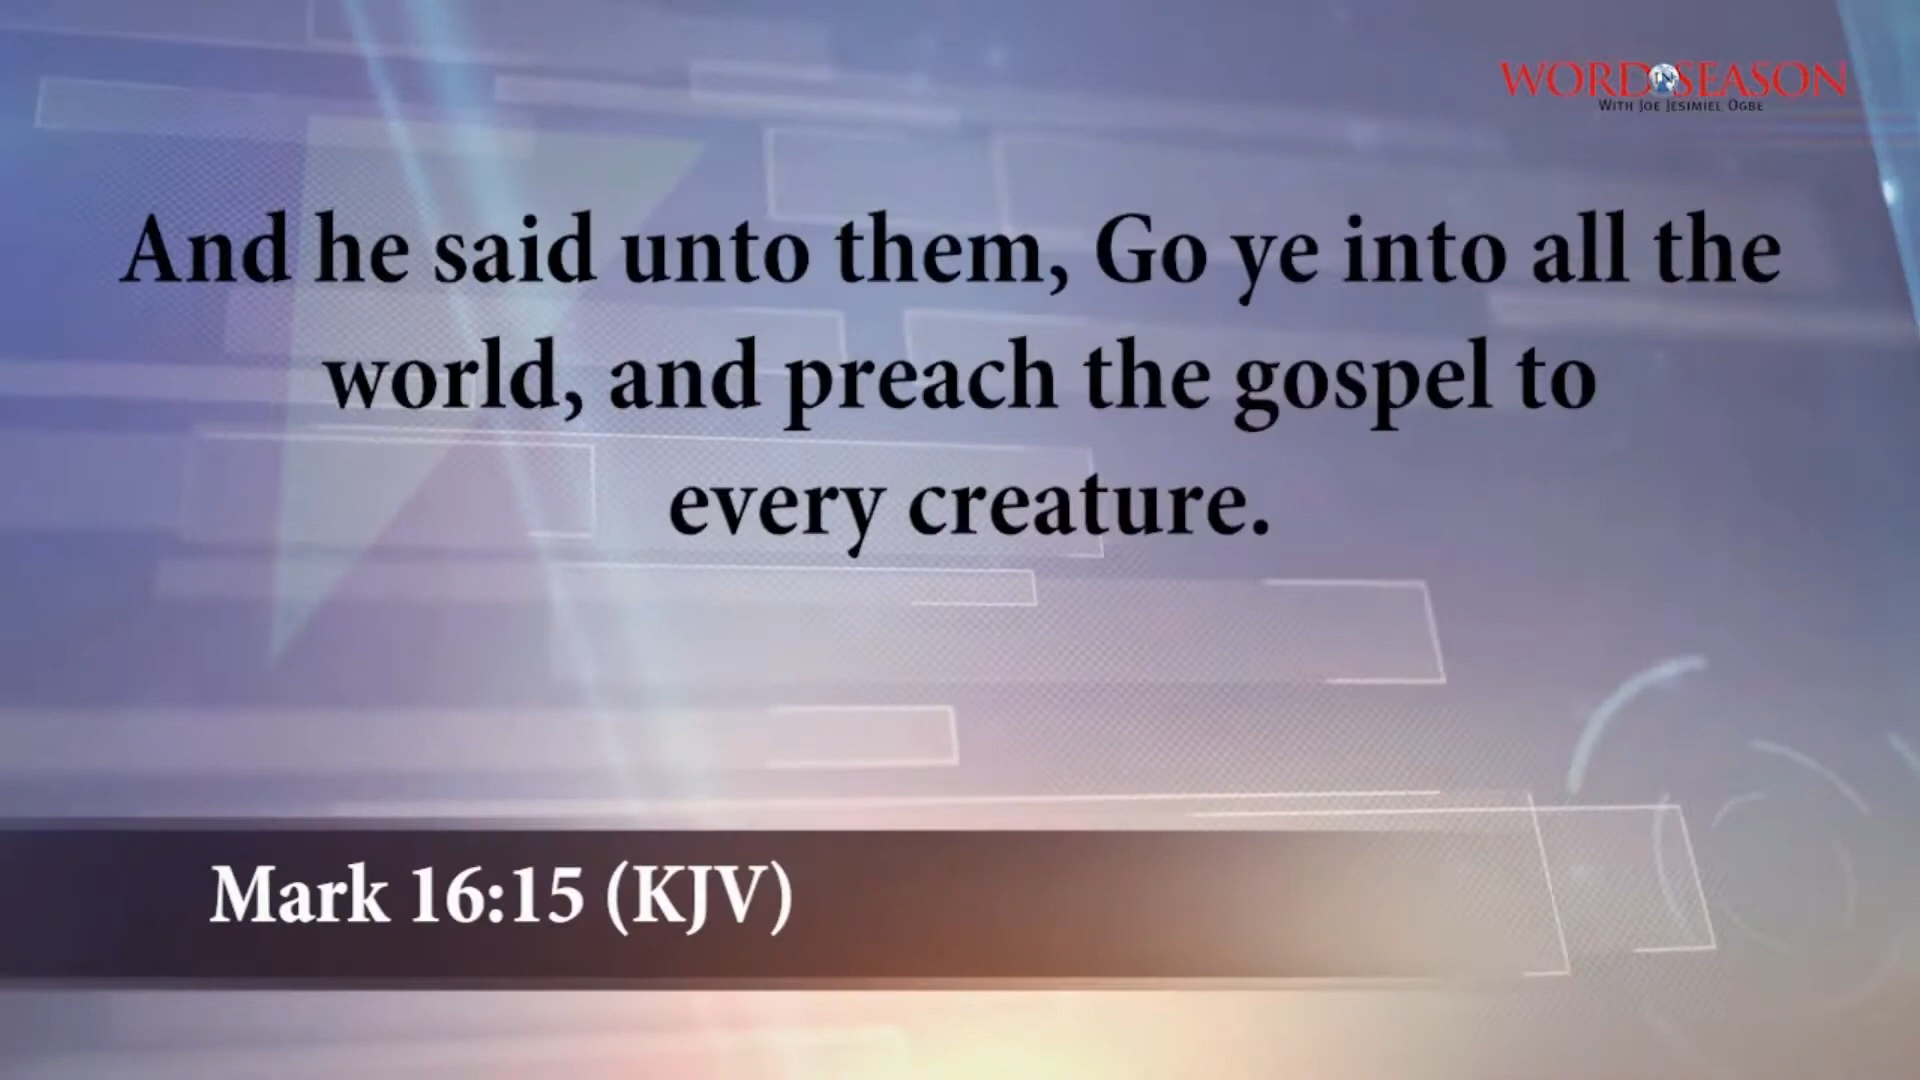 WORD IN SEASON
WITH JOE JESIMIEL OGBE
And he said unto them, Go ye into all the
world, and preach the gospel to
every creature.
Mark 16:15 (KJV)